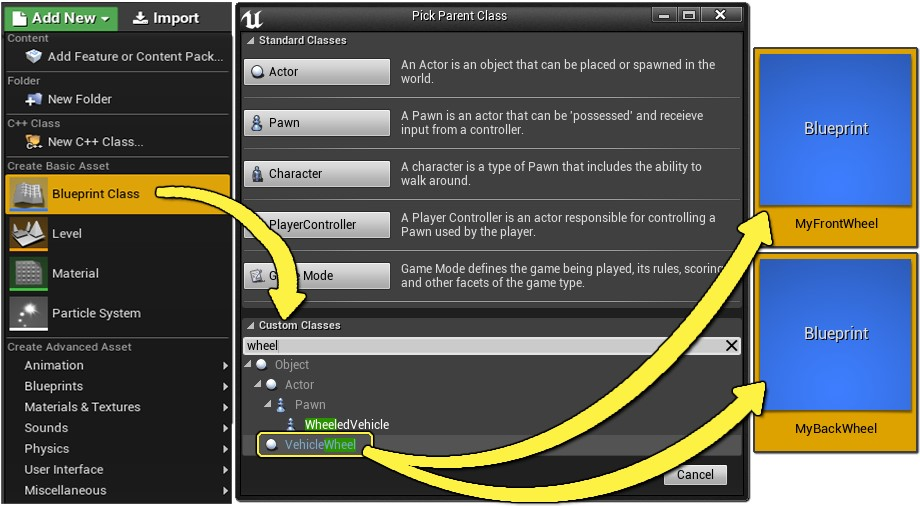 Add New
Import
Content
Add Feature or Content Pack...
Folder
New Folder
C++ Class
New C++ Class...
Create Basic Asset
Blueprint Class
Level
Material
Particle System
Create Advanced Asset
Animation
Blueprints
Materials & Textures
Sounds
Physics
User Interface
Miscellaneous
Pick Parent Class
Standard Classes
Actor
An Actor is an object that can be placed or spawned in the
world.
Pawn
A Pawn is an actor that can be 'possessed' and receieve
input from a controller.
Character
A character is a type of Pawn that includes the ability to
walk around.
PlayerController
A Player Controller is an actor responsible for controlling a
Pawn used by the player.
Mode
Game Mode defines the game being played, its rules, scoring
and other facets of the game type.
Custom Classes
wheel
Object
Actor
Pawn
WheeledVehicle
VehicleWheel
Cancel
Blueprint
MyFrontWheel
Blueprint
MyBackWheel